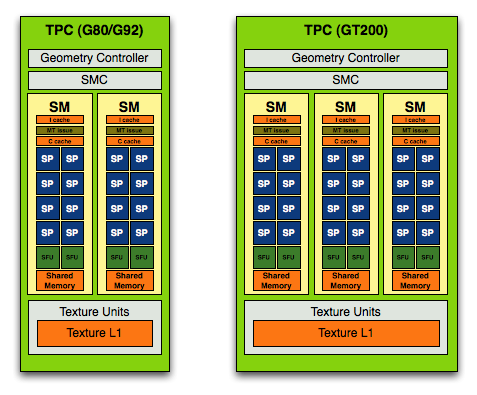 TPC (G80/G92)
Geometry Controller
SMC
SM
I cache
MT issue
C cache
SP SP
SP SP
SP SP
SP SP
SFU SFU
Shared
Memory
SM
I cache
MT issue
C cache
SP SP
SP SP
SP SP
SP SP
SFU SFU
Shared
Memory
Texture Units
Texture L1
TPC (GT200)
Geometry Controller
SMC
SM
I cache
MT issue
C cache
SP SP
SP SP
SP SP
SP SP
SFU SFU
Shared
Memory
SM
I cache
MT issue
C cache
SP SP
SP SP
SP SP
SP SP
SFU SFU
Shared
Memory
SM
I cache
MT issue
C cache
SP SP
SP SP
SP SP
SP SP
SFU SFU
Shared
Memory
Texture Units
Texture L1